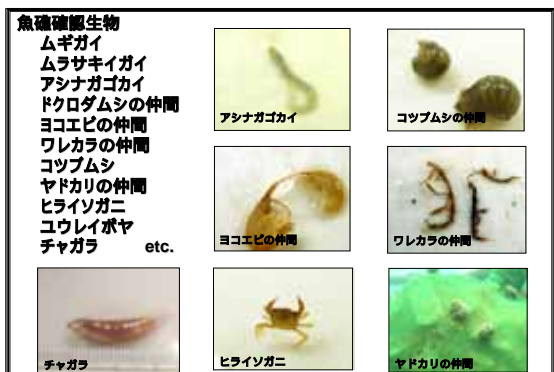 魚礁確認生物
ムギガイ
ムラサキイガイ
アシナガゴカイ
ドクロダムシの仲間
ヨコエビの仲間
ワレカラの仲間
コツブムシ
ヤドカリの仲間
ヒライソガニ
ユウレイボヤ
チャガラ etc.
アシナガゴカイ
コツブムシの仲間
ヨコエビの仲間
ワレカラの仲間
チャガラ
ヒライソガニ
ヤドカリの仲間